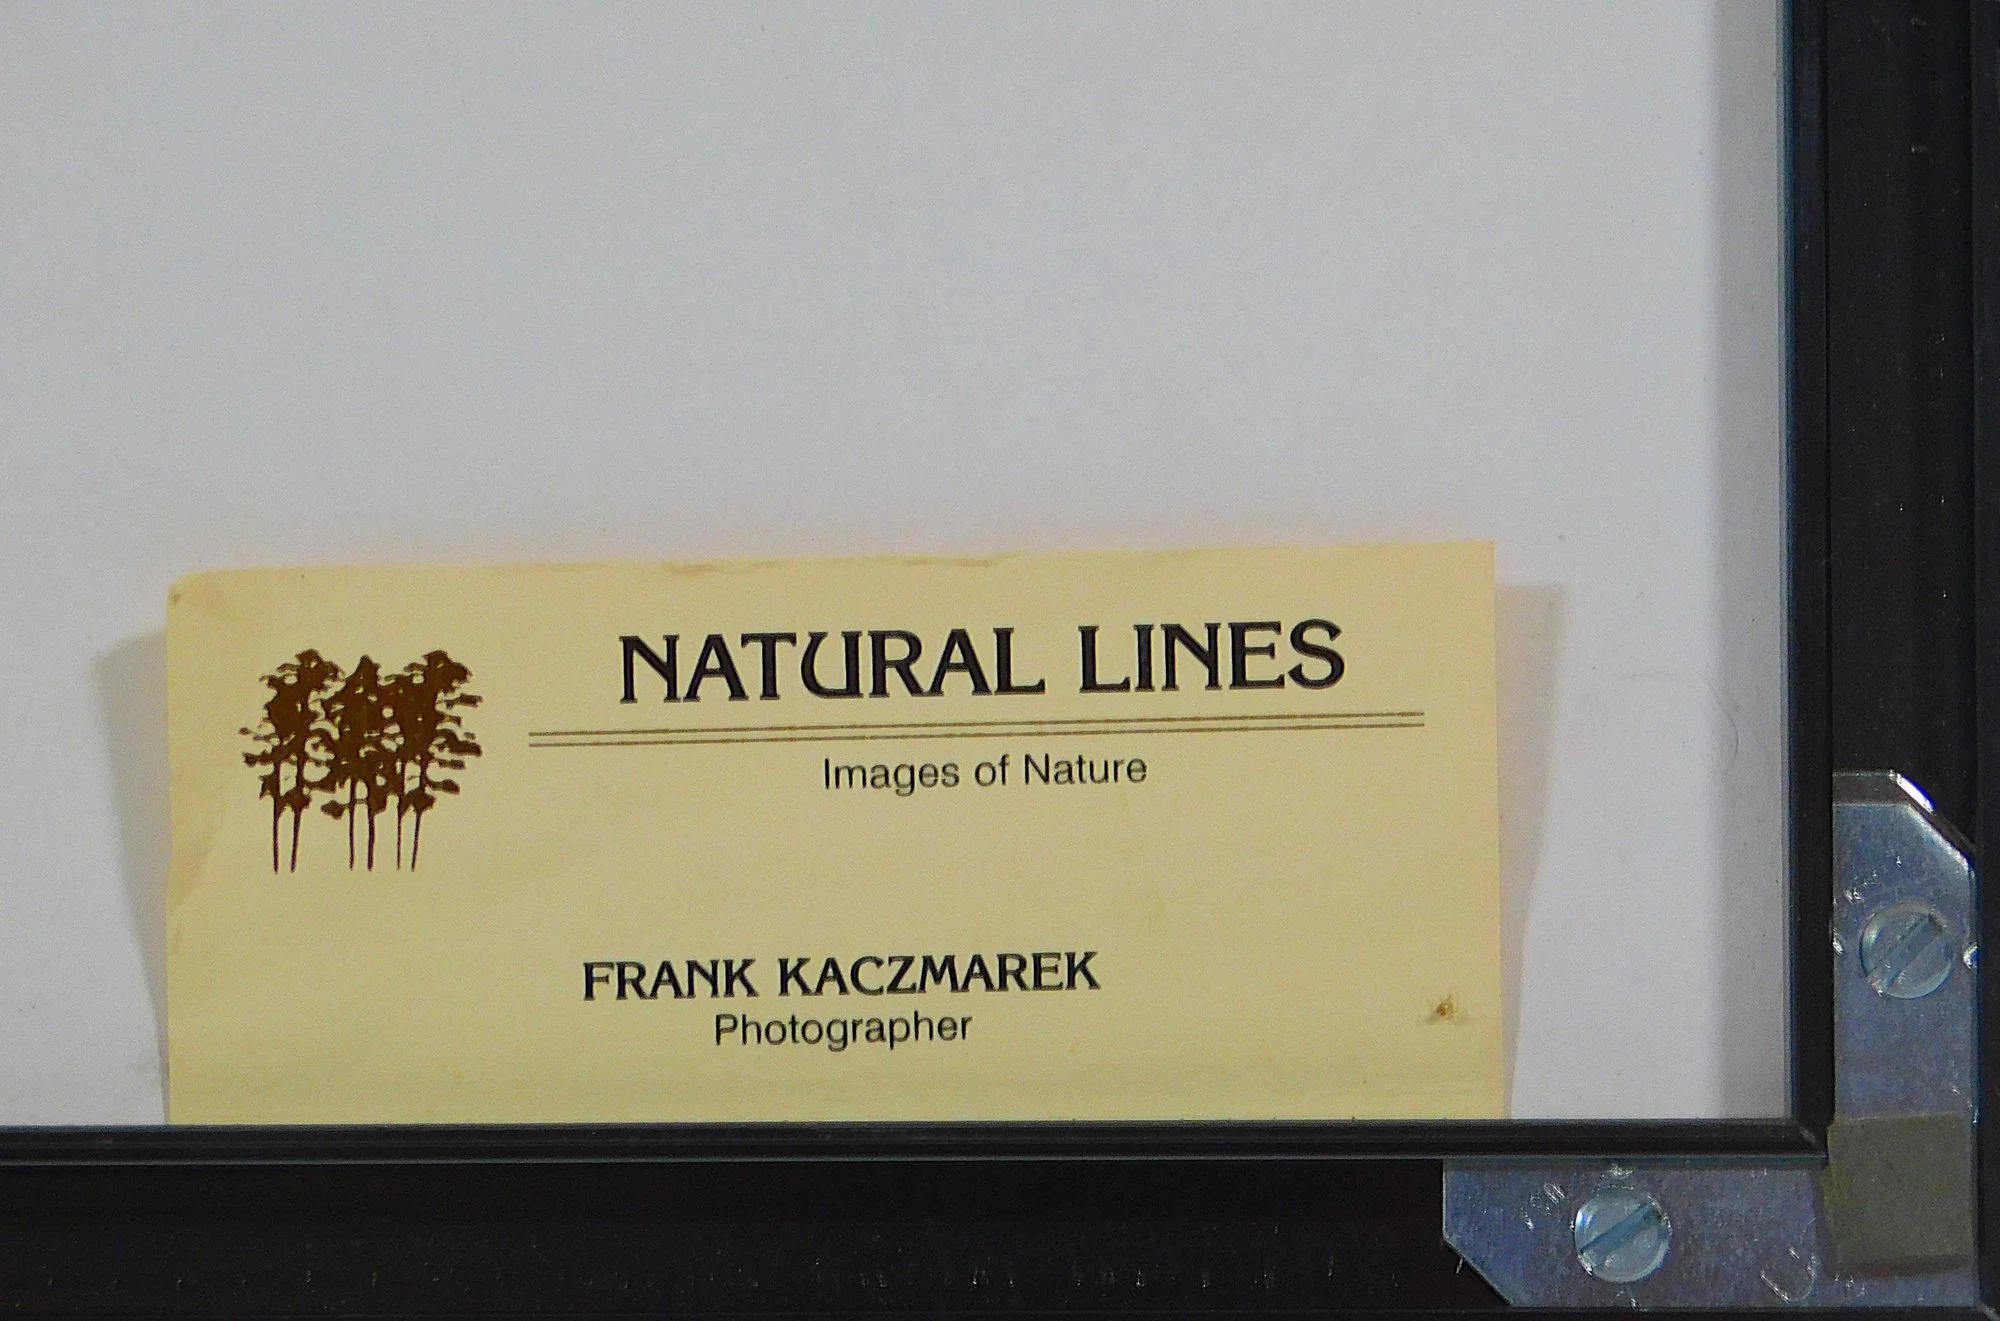 NATURAL LINES
Images of Nature
FRANK KACZMAREK
Photographer